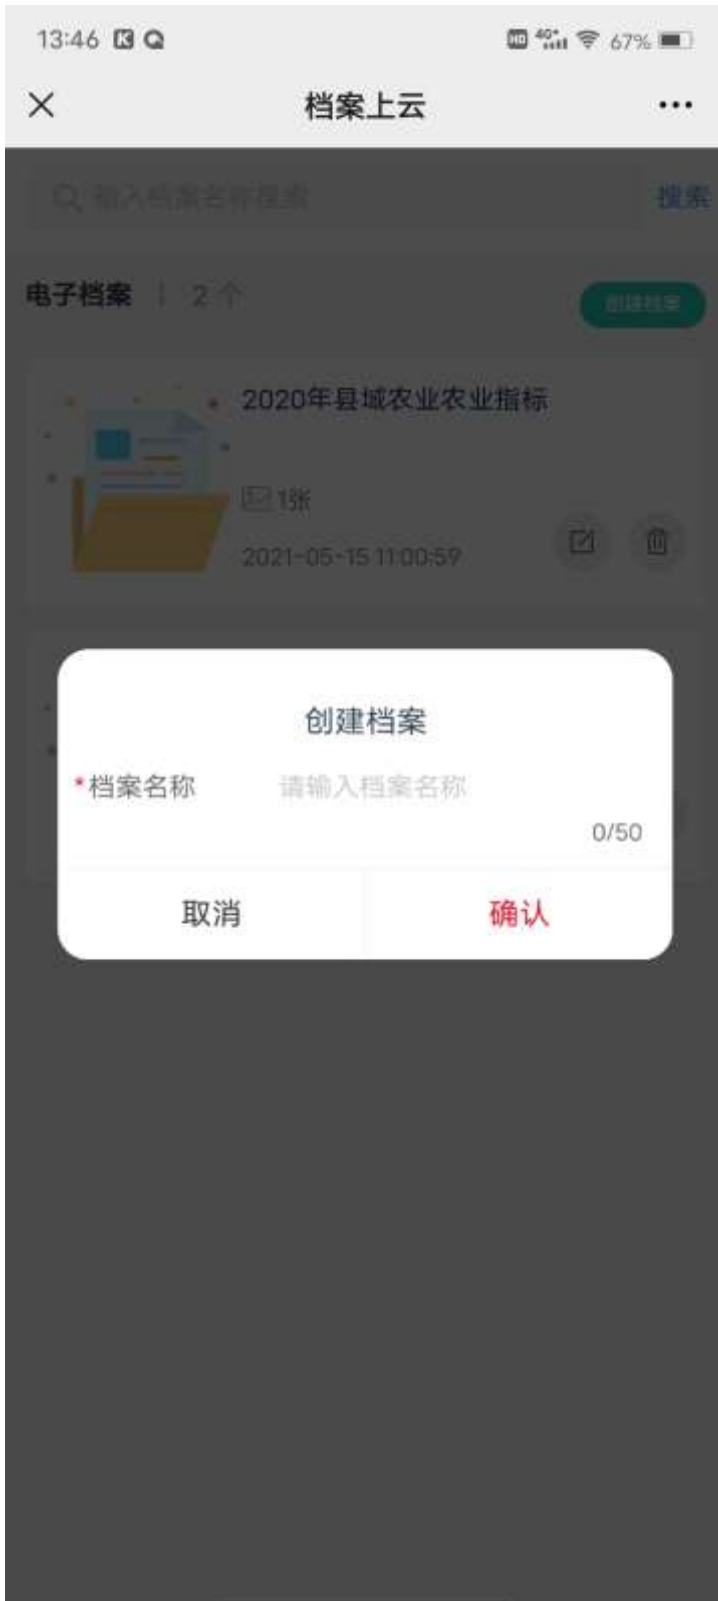 13:46
HD 4G+ 67%
档案上云
输入档案名称搜索 搜索
电子档案 | 2个 创建档案
2020年县域农业农业指标
1张
2021-05-15 11:00:59
创建档案
*档案名称 请输入档案名称
0/50
取消 确认